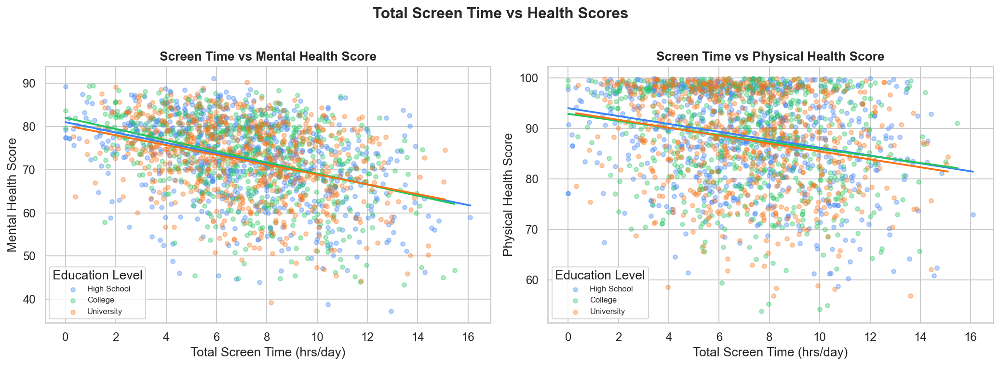 Total Screen Time vs Health Scores
Screen Time vs Mental Health Score
Mental Health Score
90
80
70
60
50
40
Education Level
High School
College
University
0 2 4 6 8 10 12 14 16
Total Screen Time (hrs/day)
Screen Time vs Physical Health Score
Physical Health Score
100
90
80
70
60
Education Level
High School
College
University
0 2 4 6 8 10 12 14 16
Total Screen Time (hrs/day)